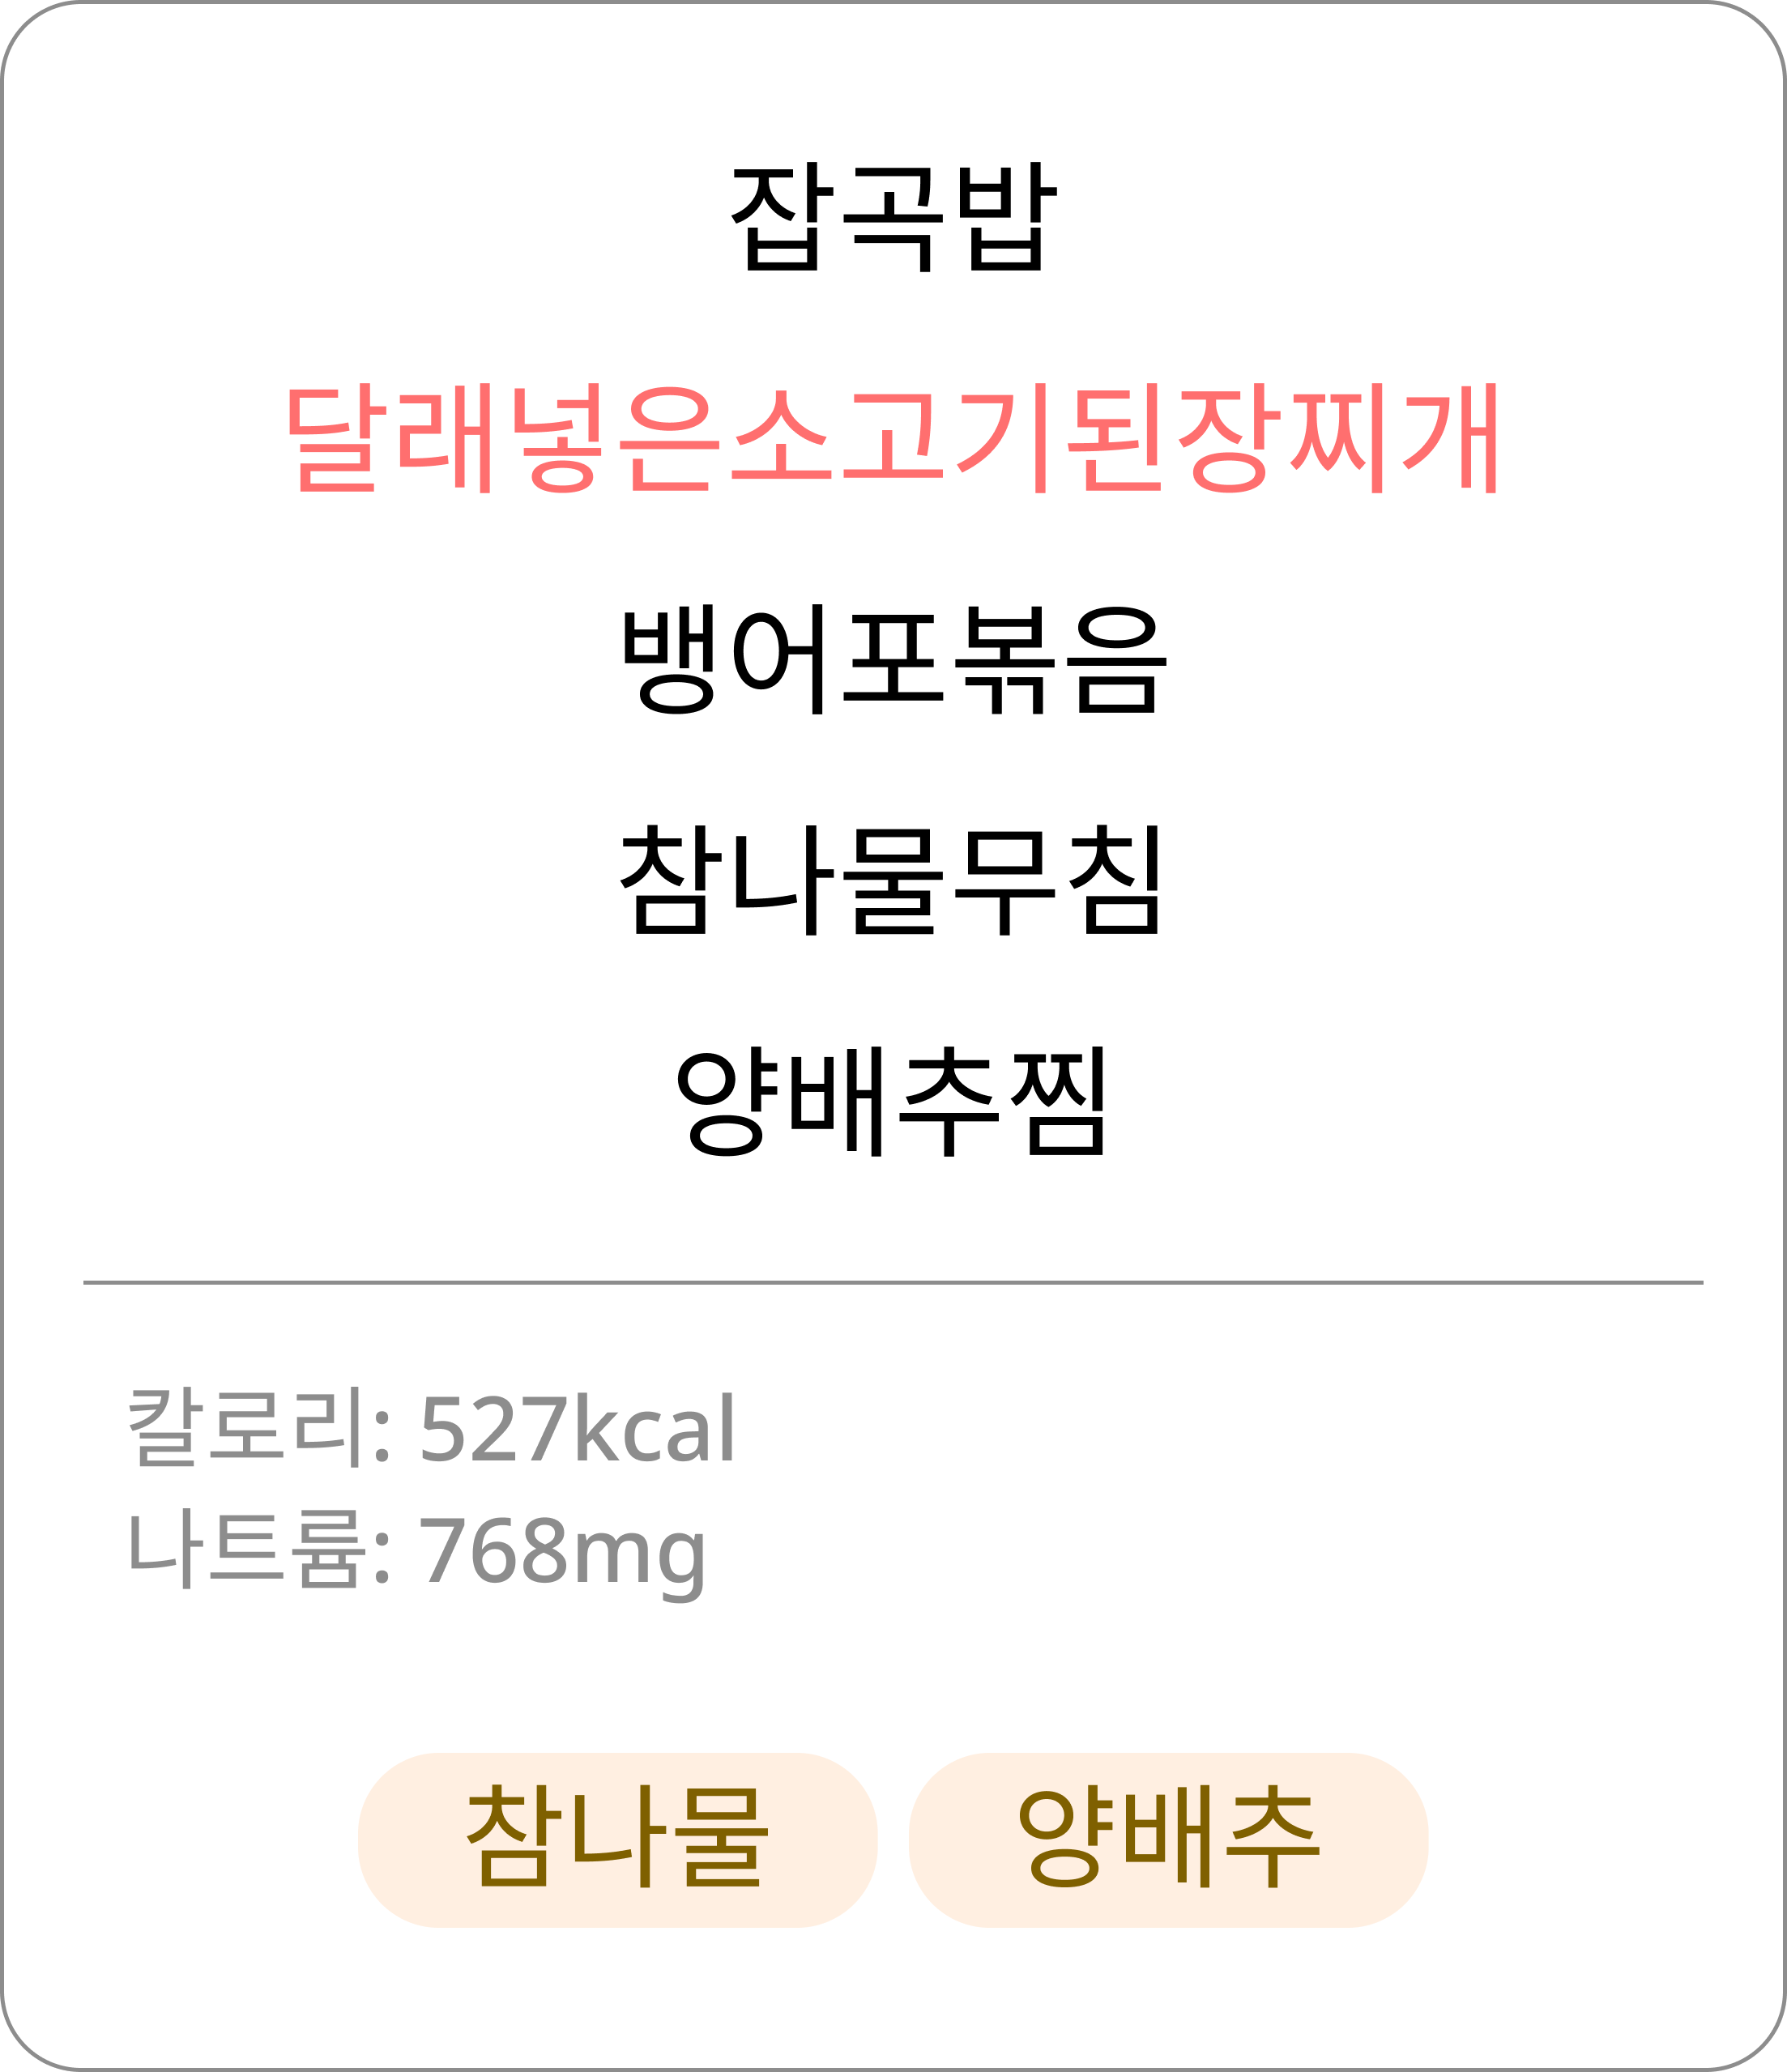 잡곡밥
달래넣은소고기된장찌개
뱅어포볶음
참나물무침
양배추찜
칼로리: 527kcal
나트륨: 768mg
참나물 양배추